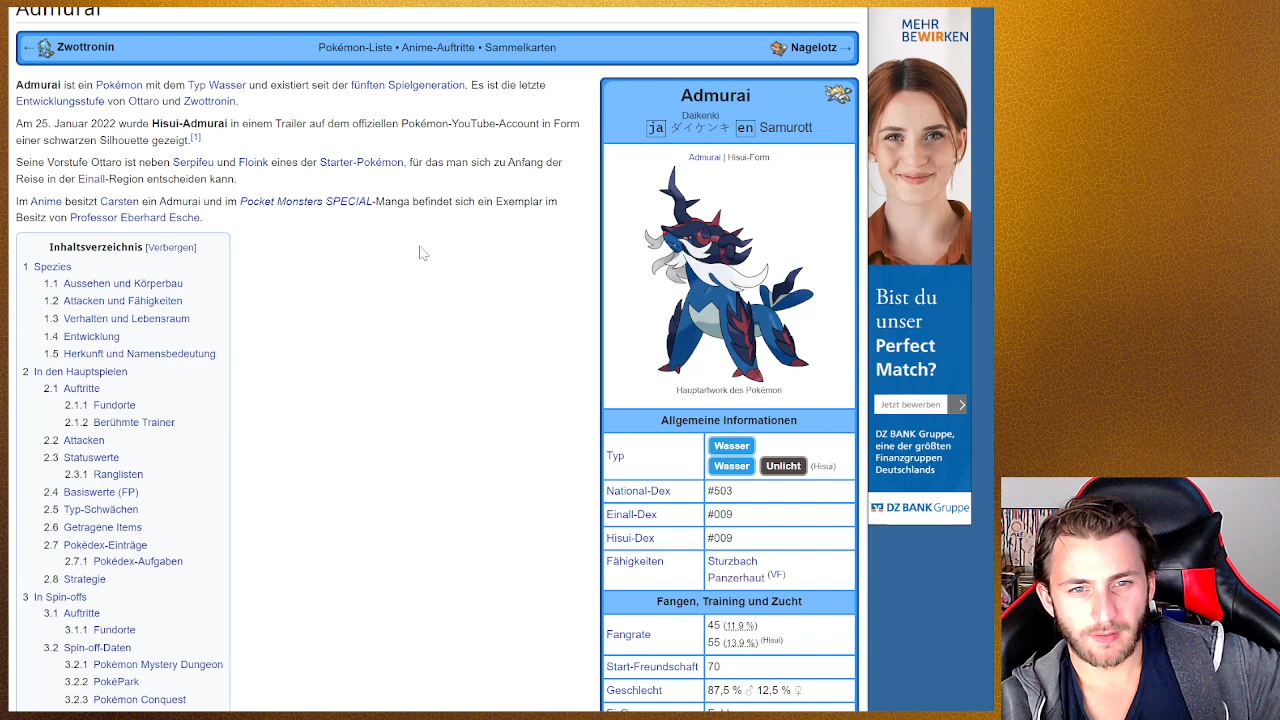 Admurai
← Zwottronin
Pokémon-Liste • Anime-Auftritte • Sammelkarten
Nagelotz →
Admurai ist ein Pokémon mit dem Typ Wasser und existiert seit der fünften Spielgeneration. Es ist die letzte
Entwicklungsstufe von Ottaro und Zwottronin.
Am 25. Januar 2022 wurde Hisui-Admurai in einem Trailer auf dem offiziellen Pokémon-YouTube-Account in Form
einer schwarzen Silhouette gezeigt.[1]
Seine Vorstufe Ottaro ist neben Serpifeu und Floink eines der Starter-Pokémon, für das man sich zu Anfang der
Reise in der Einall-Region entscheiden kann.
Im Anime besitzt Carsten ein Admurai und im Pocket Monsters SPECIAL-Manga befindet sich ein Exemplar im
Besitz von Professor Eberhard Esche.
Inhaltsverzeichnis [Verbergen]
1 Spezies
1.1 Aussehen und Körperbau
1.2 Attacken und Fähigkeiten
1.3 Verhalten und Lebensraum
1.4 Entwicklung
1.5 Herkunft und Namensbedeutung
2 In den Hauptspielen
2.1 Auftritte
2.1.1 Fundorte
2.1.2 Berühmte Trainer
2.2 Attacken
2.3 Statuswerte
2.3.1 Ranglisten
2.4 Basiswerte (FP)
2.5 Typ-Schwächen
2.6 Getragene Items
2.7 Pokédex-Einträge
2.7.1 Pokédex-Aufgaben
2.8 Strategie
3 In Spin-offs
3.1 Auftritte
3.1.1 Fundorte
3.2 Spin-off-Daten
3.2.1 Pokémon Mystery Dungeon
3.2.2 PokéPark
3.2.3 Pokémon Conquest
Admurai
Daikenki
ja ダイケンキ en Samurott
Admurai | Hisui-Form
Hauptartwork des Pokémon
Allgemeine Informationen
Typ
Wasser
Wasser Unlicht (Hisui)
National-Dex #503
Einall-Dex #009
Hisui-Dex #009
Fähigkeiten Sturzbach
Panzerhaut (VF)
Fangen, Training und Zucht
Fangrate
45 (11.9 %)
55 (13.9 %) (Hisui)
Start-Freundschaft 70
Geschlecht 87,5 % ♂ 12,5 % ♀
MEHR
BEWIRKEN
Bist du
unser
Perfect
Match?
Jetzt bewerben
DZ BANK Gruppe,
eine der größten
Finanzgruppen
Deutschlands
DZ BANK Gruppe